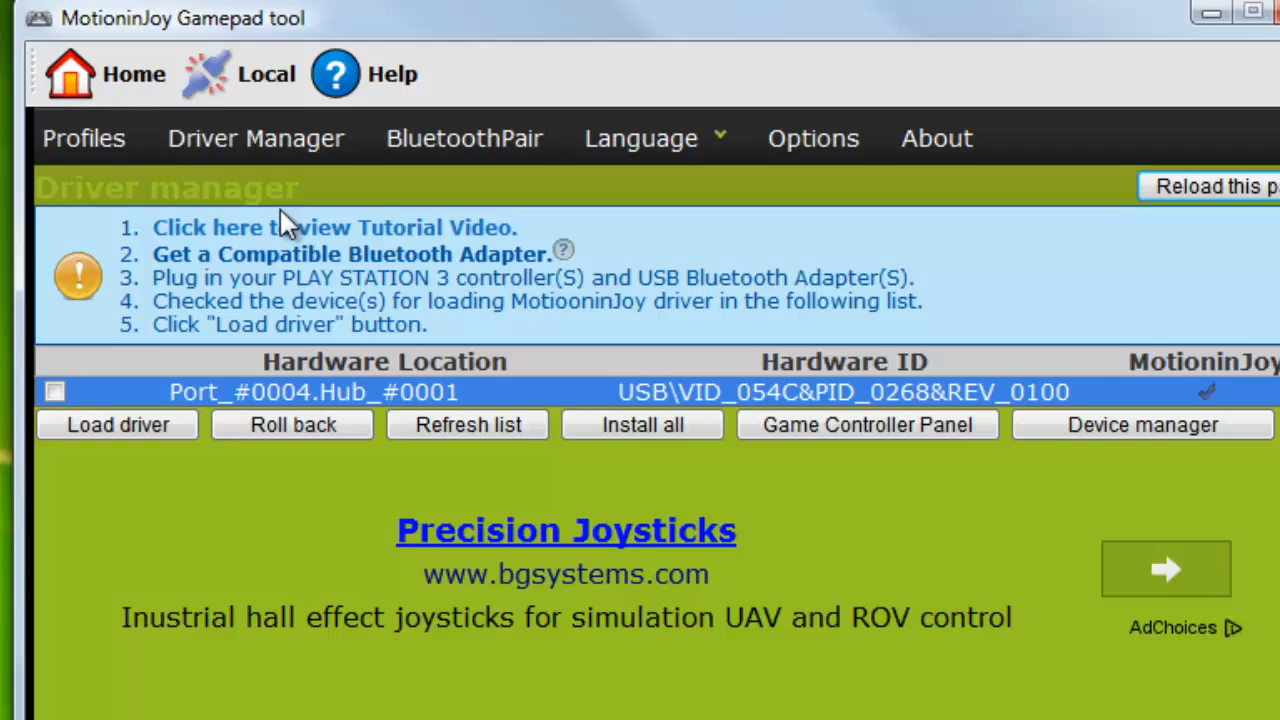 MotioninJoy Gamepad tool
Home Local ? Help
Profiles Driver Manager BluetoothPair Language Options About
Driver manager Reload this p
1. Click here to view Tutorial Video.
2. Get a Compatible Bluetooth Adapter. ?
3. Plug in your PLAY STATION 3 controller(S) and USB Bluetooth Adapter(S).
4. Checked the device(s) for loading MotiooninJoy driver in the following list.
5. Click "Load driver" button.
Hardware Location Hardware ID MotioninJoy
Port_#0004.Hub_#0001 USB\VID_054C&PID_0268&REV_0100
Load driver Roll back Refresh list Install all Game Controller Panel Device manager
Precision Joysticks
www.bgsystems.com
Inustrial hall effect joysticks for simulation UAV and ROV control
AdChoices